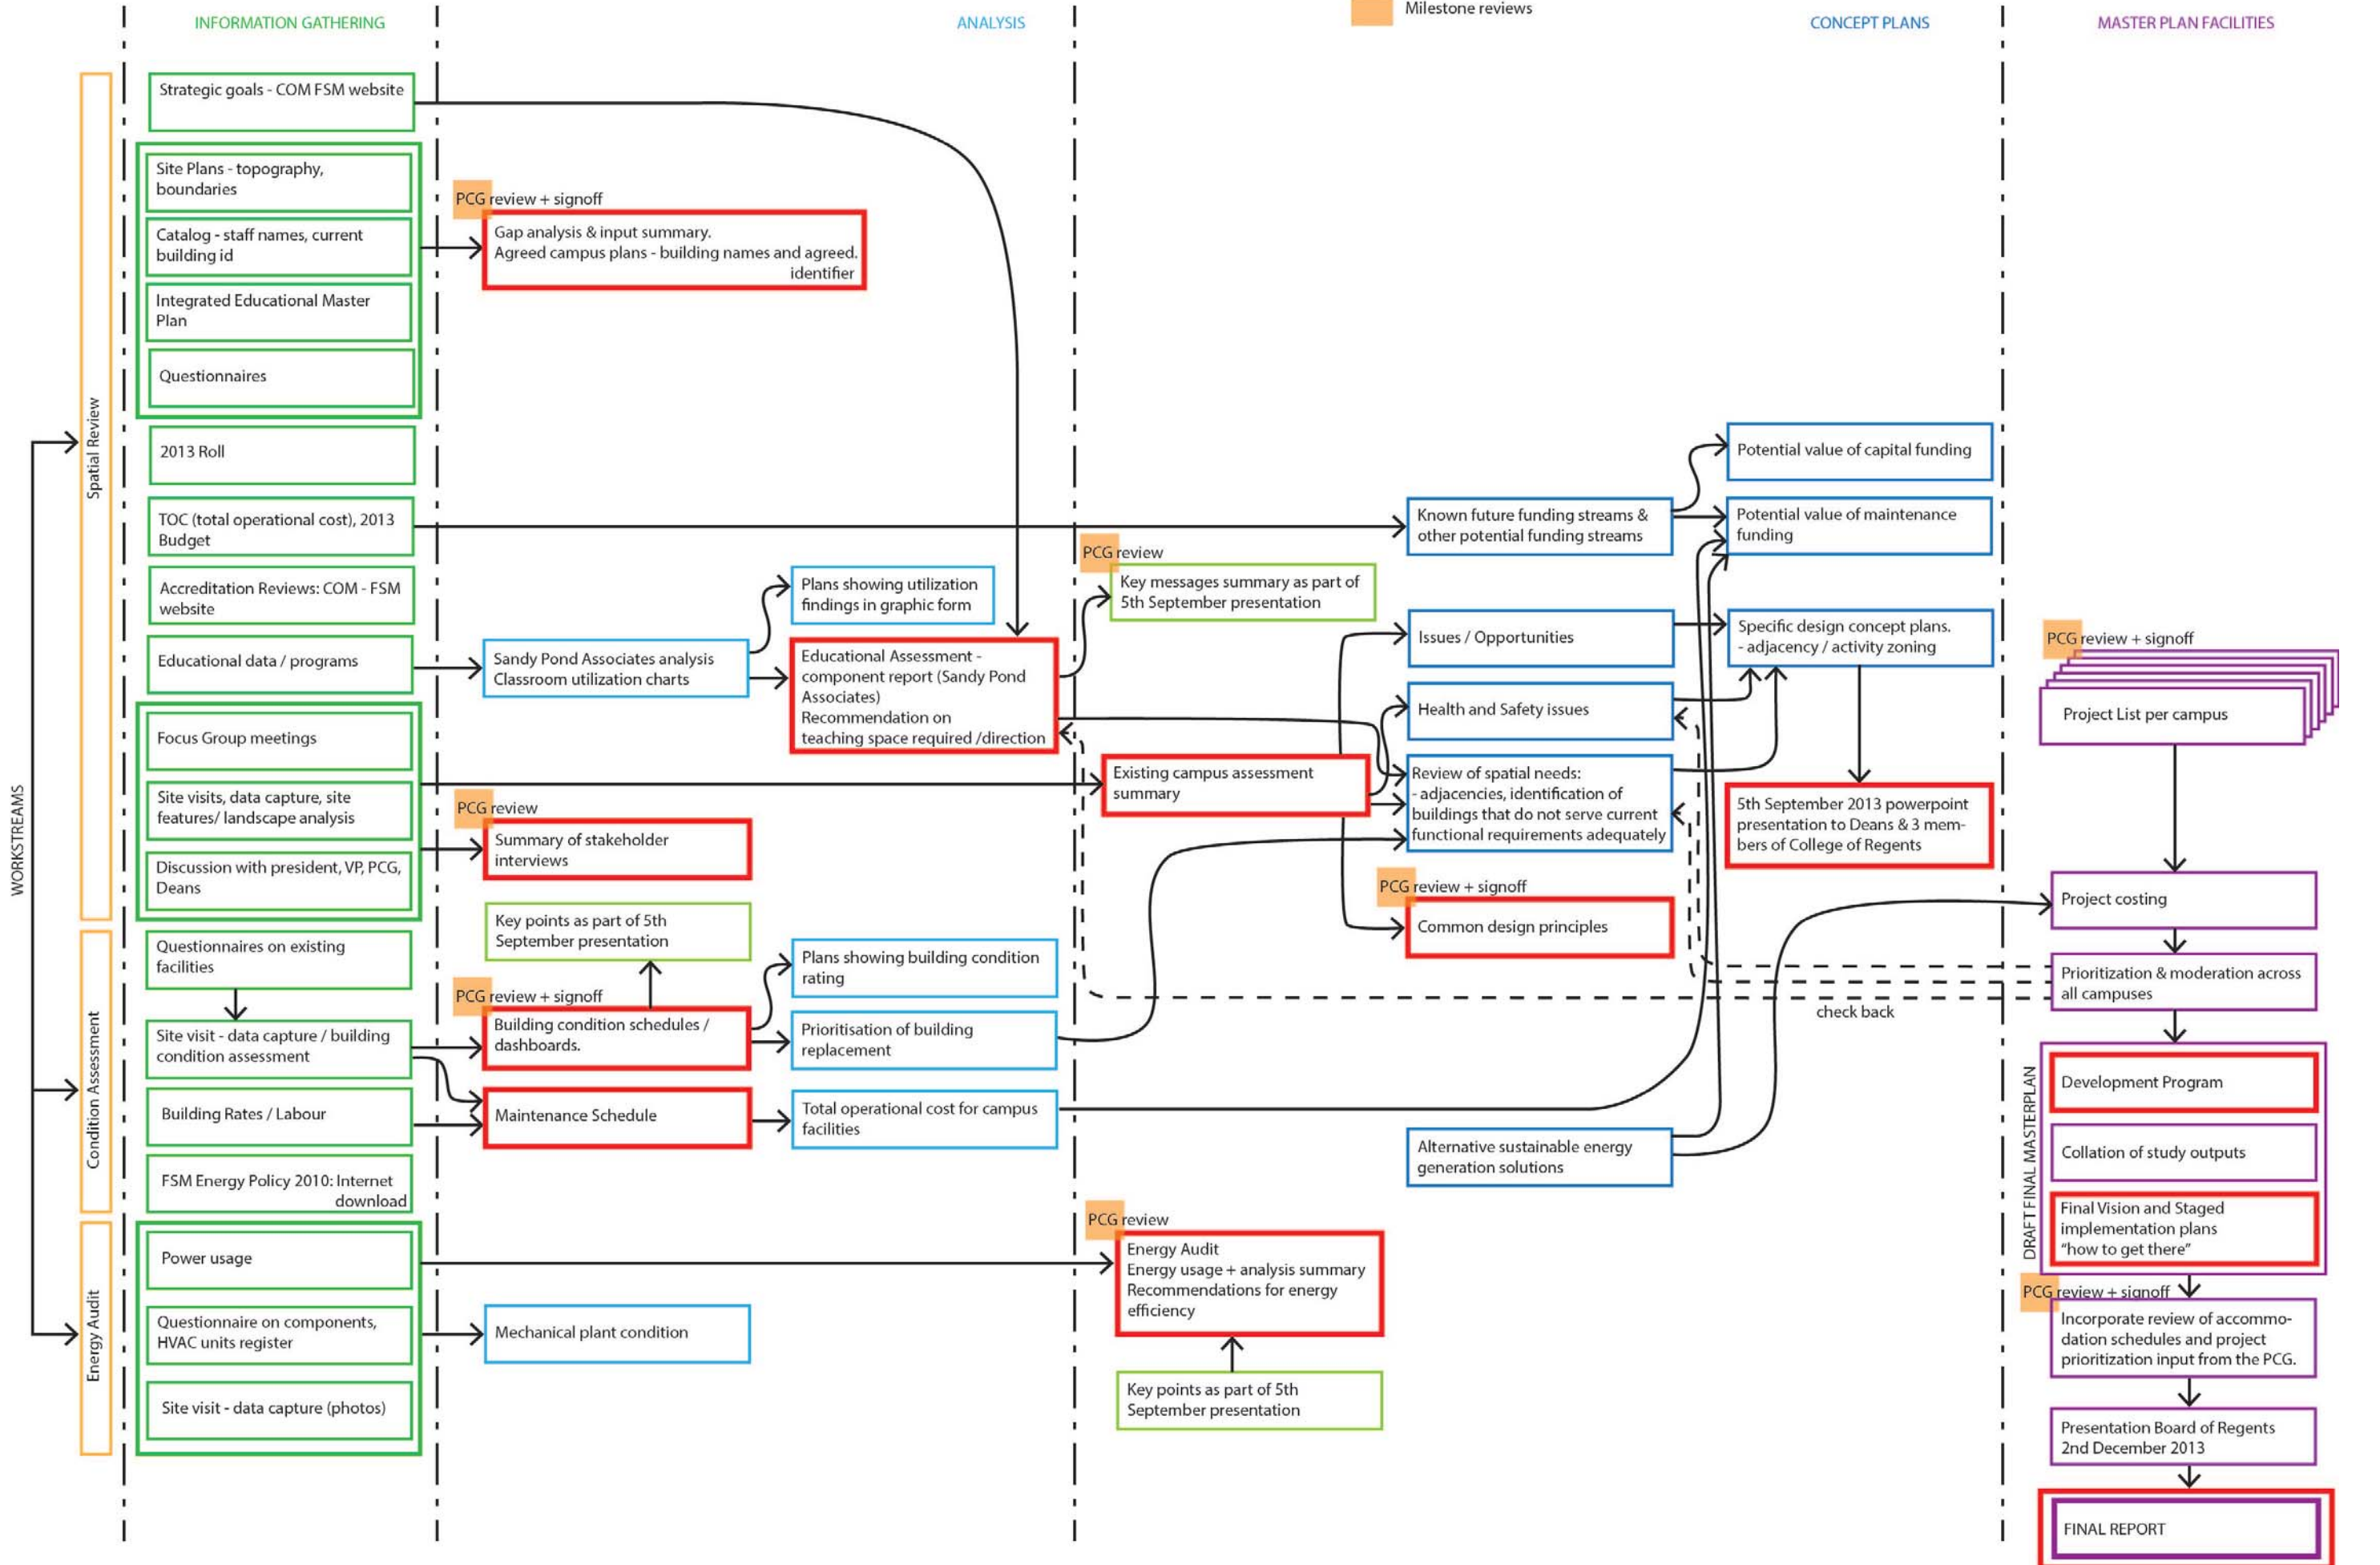 Milestone reviews
INFORMATION GATHERING
ANALYSIS
CONCEPT PLANS
MASTER PLAN FACILITIES
WORKSTREAMS
Spatial Review
Condition Assessment
Energy Audit
Strategic goals - COM FSM website
Site Plans - topography,
boundaries
Catalog - staff names, current
building id
Integrated Educational Master
Plan
Questionnaires
2013 Roll
TOC (total operational cost), 2013
Budget
Accreditation Reviews: COM - FSM
website
Educational data / programs
Focus Group meetings
Site visits, data capture, site
features/ landscape analysis
Discussion with president, VP, PCG,
Deans
Questionnaires on existing
facilities
Site visit - data capture / building
condition assessment
Building Rates / Labour
FSM Energy Policy 2010: Internet
download
Power usage
Questionnaire on components,
HVAC units register
Site visit - data capture (photos)
PCG review + signoff
Gap analysis & input summary.
Agreed campus plans - building names and agreed.
identifier
Sandy Pond Associates analysis
Classroom utilization charts
Plans showing utilization
findings in graphic form
Educational Assessment -
component report (Sandy Pond
Associates)
Recommendation on
teaching space required /direction
PCG review
Summary of stakeholder
interviews
Key points as part of 5th
September presentation
PCG review + signoff
Building condition schedules /
dashboards.
Maintenance Schedule
Plans showing building condition
rating
Prioritisation of building
replacement
Total operational cost for campus
facilities
Mechanical plant condition
PCG review
Key messages summary as part of
5th September presentation
Existing campus assessment
summary
PCG review
Energy Audit
Energy usage + analysis summary
Recommendations for energy
efficiency
Key points as part of 5th
September presentation
Known future funding streams &
other potential funding streams
Issues / Opportunities
Health and Safety issues
Review of spatial needs:
- adjacencies, identification of
buildings that do not serve current
functional requirements adequately
PCG review + signoff
Common design principles
Alternative sustainable energy
generation solutions
Potential value of capital funding
Potential value of maintenance
funding
Specific design concept plans.
- adjacency / activity zoning
5th September 2013 powerpoint
presentation to Deans & 3 mem-
bers of College of Regents
check back
PCG review + signoff
Project List per campus
Project costing
Prioritization & moderation across
all campuses
DRAFT FINAL MASTERPLAN
Development Program
Collation of study outputs
Final Vision and Staged
implementation plans
“how to get there”
PCG review + signoff
Incorporate review of accommo-
dation schedules and project
prioritization input from the PCG.
Presentation Board of Regents
2nd December 2013
FINAL REPORT